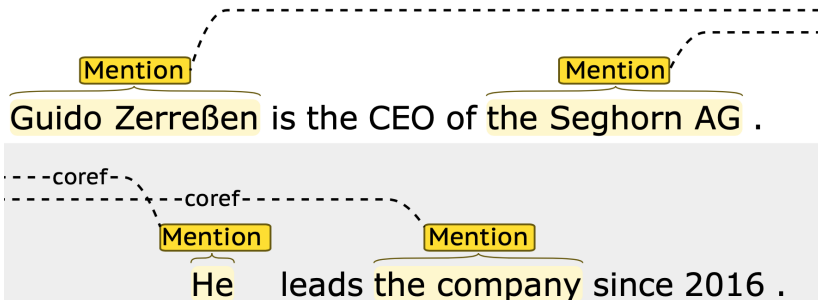 Mention Mention
Guido Zerreßen is the CEO of the Seghorn AG .
coref
coref
Mention Mention
He leads the company since 2016 .